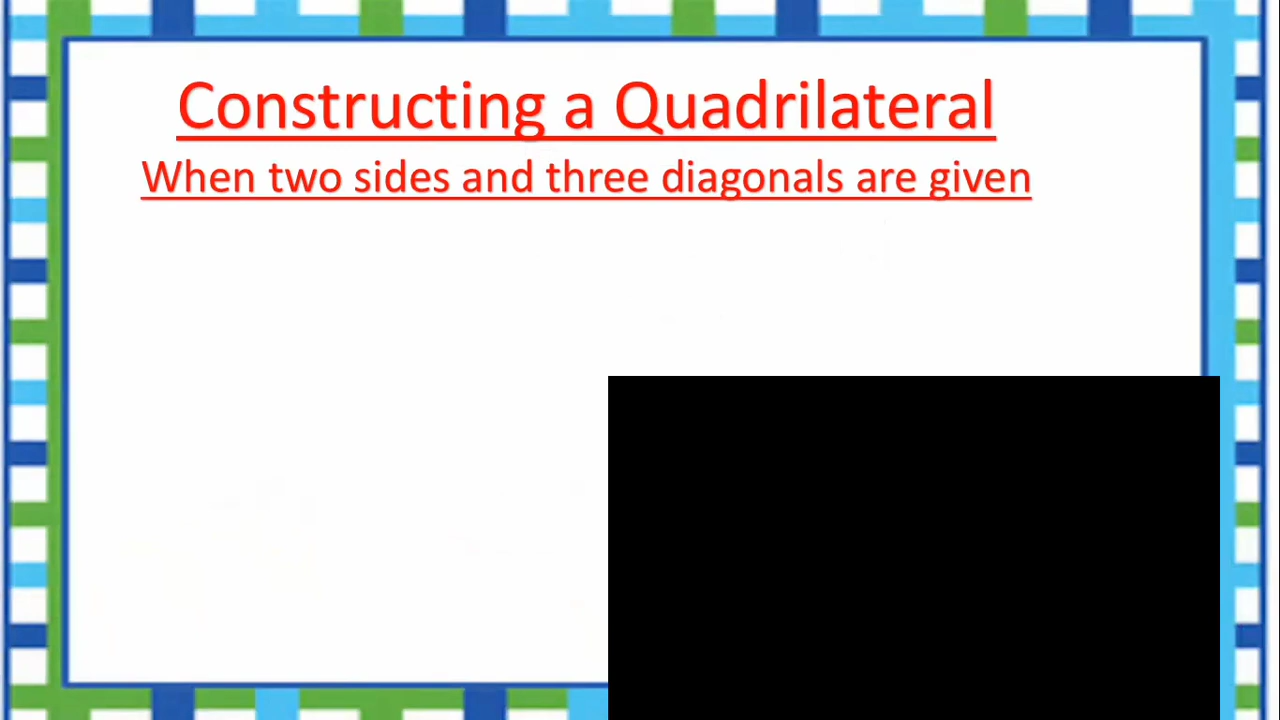 Constructing a Quadrilateral
When two sides and three diagonals are given